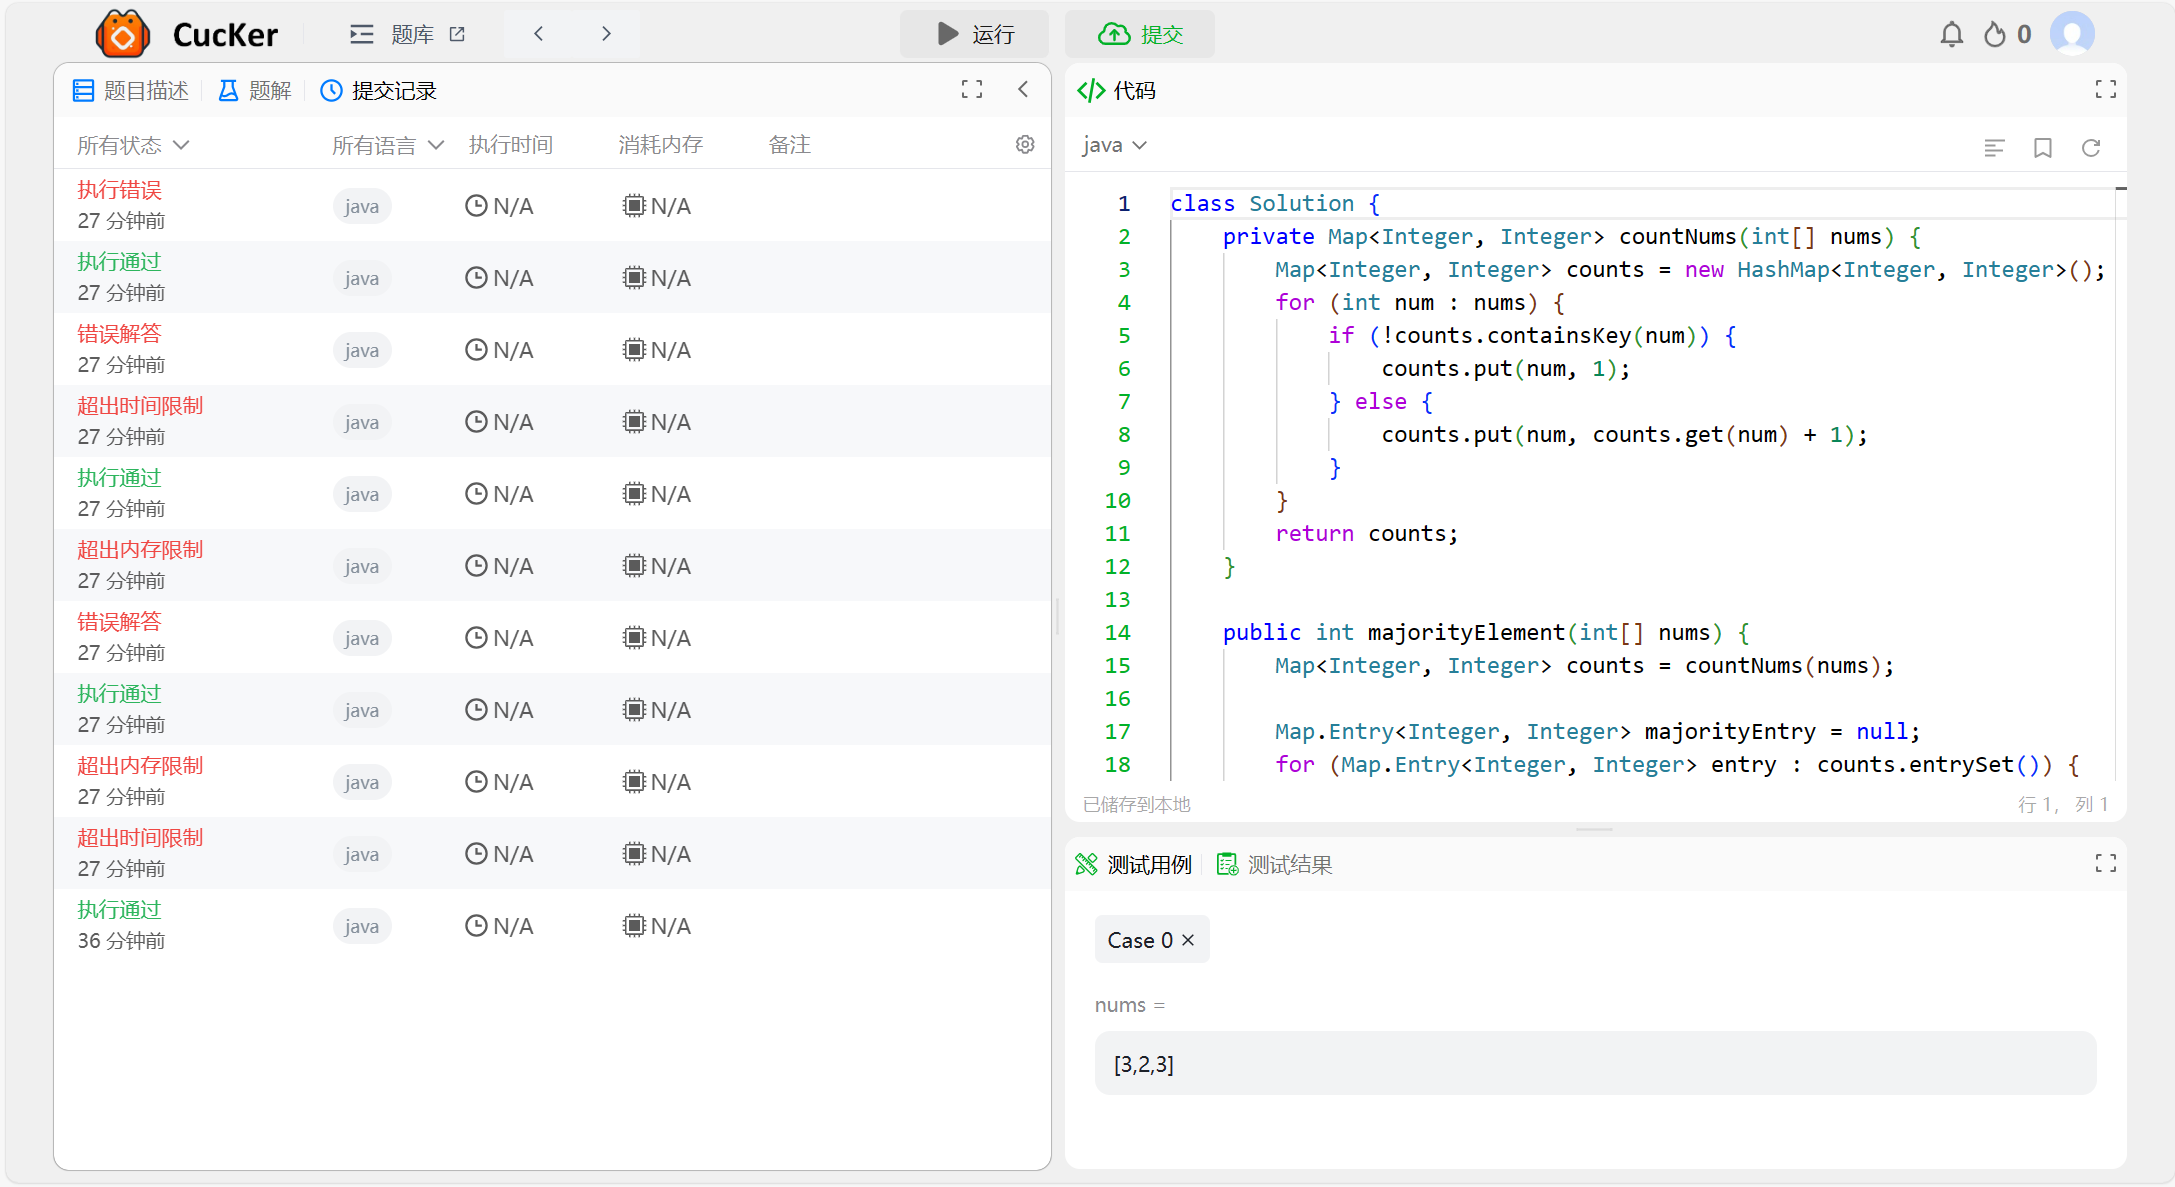 CucKer
题库
运行
提交
0
题目描述
题解
提交记录
所有状态
所有语言
执行时间
消耗内存
备注
执行错误
27 分钟前
java
N/A
N/A
执行通过
27 分钟前
java
N/A
N/A
错误解答
27 分钟前
java
N/A
N/A
超出时间限制
27 分钟前
java
N/A
N/A
执行通过
27 分钟前
java
N/A
N/A
超出内存限制
27 分钟前
java
N/A
N/A
错误解答
27 分钟前
java
N/A
N/A
执行通过
27 分钟前
java
N/A
N/A
超出内存限制
27 分钟前
java
N/A
N/A
超出时间限制
27 分钟前
java
N/A
N/A
执行通过
36 分钟前
java
N/A
N/A
</> 代码
java
1 class Solution {
2 private Map<Integer, Integer> countNums(int[] nums) {
3 Map<Integer, Integer> counts = new HashMap<Integer, Integer>();
4 for (int num : nums) {
5 if (!counts.containsKey(num)) {
6 counts.put(num, 1);
7 } else {
8 counts.put(num, counts.get(num) + 1);
9 }
10 }
11 return counts;
12 }
13
14 public int majorityElement(int[] nums) {
15 Map<Integer, Integer> counts = countNums(nums);
16
17 Map.Entry<Integer, Integer> majorityEntry = null;
18 for (Map.Entry<Integer, Integer> entry : counts.entrySet()) {
已储存到本地
行 1, 列 1
测试用例
测试结果
Case 0 ×
nums =
[3,2,3]